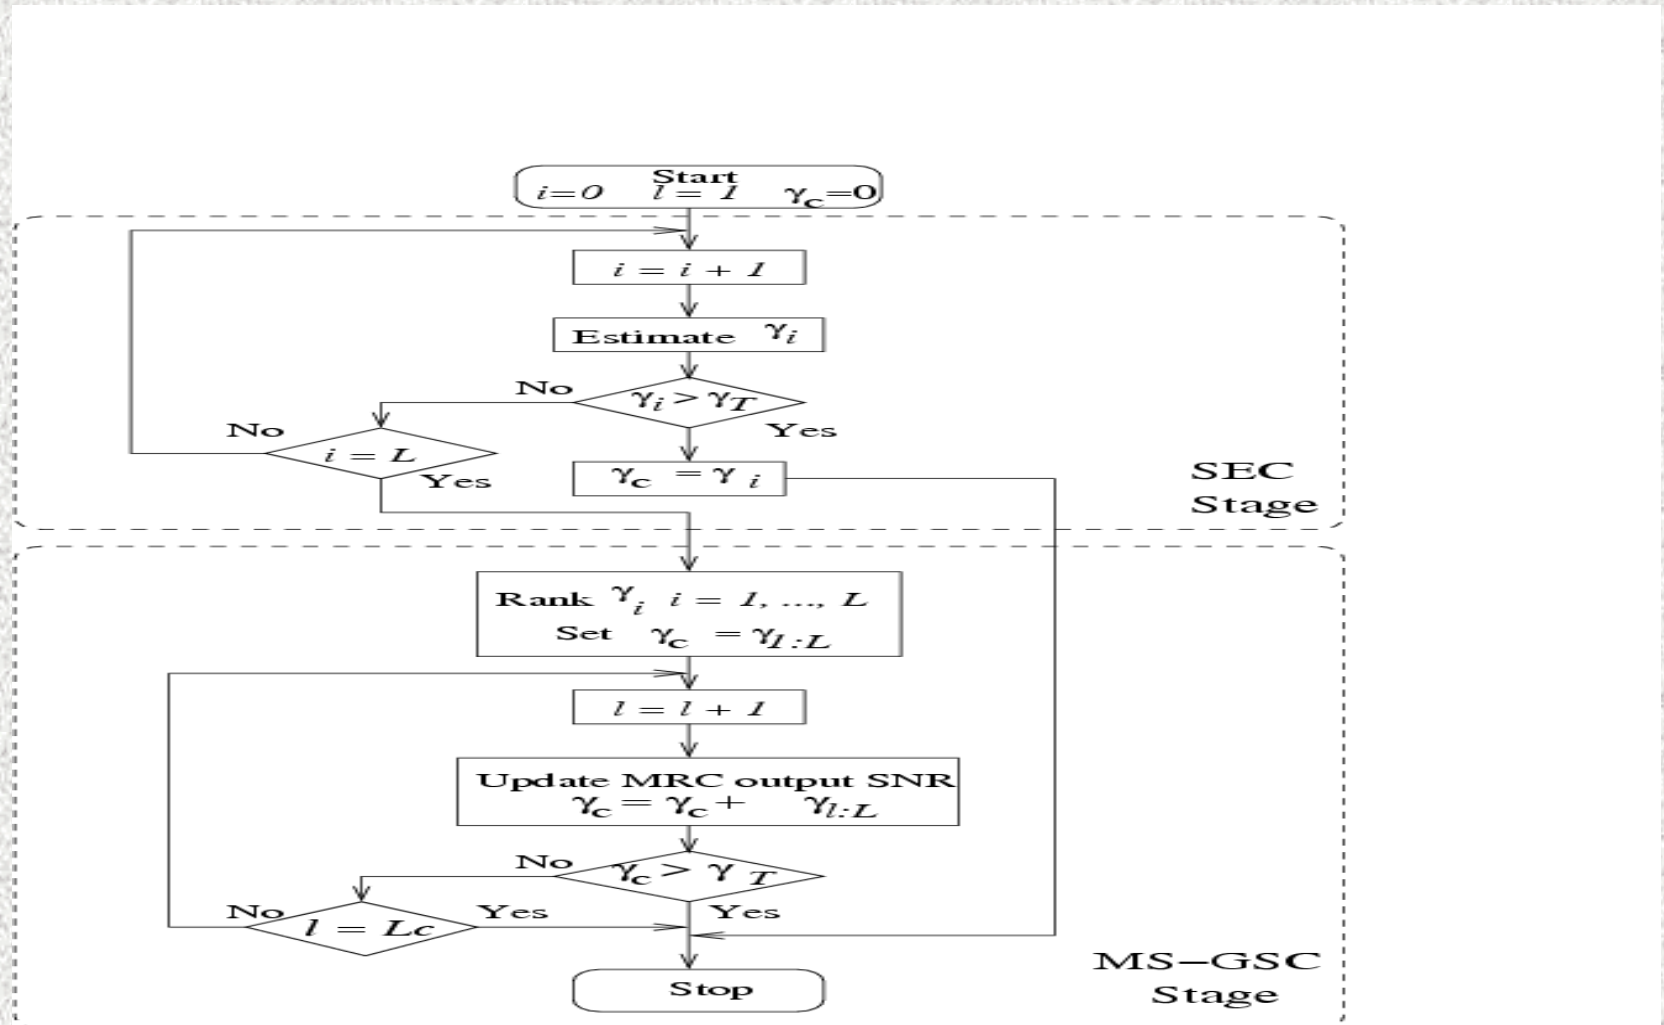 Start
i=0 l = 1 γc=0
i = i + 1
Estimate γi
No
γi > γT
Yes
No
i = L
Yes
γc = γ i
SEC
Stage
Rank γi i = 1, ..., L
Set γc = γ1:L
l = l + 1
Update MRC output SNR
γc = γc + γl:L
No
γc > γ T
Yes
No
l = Lc
Yes
Stop
MS–GSC
Stage